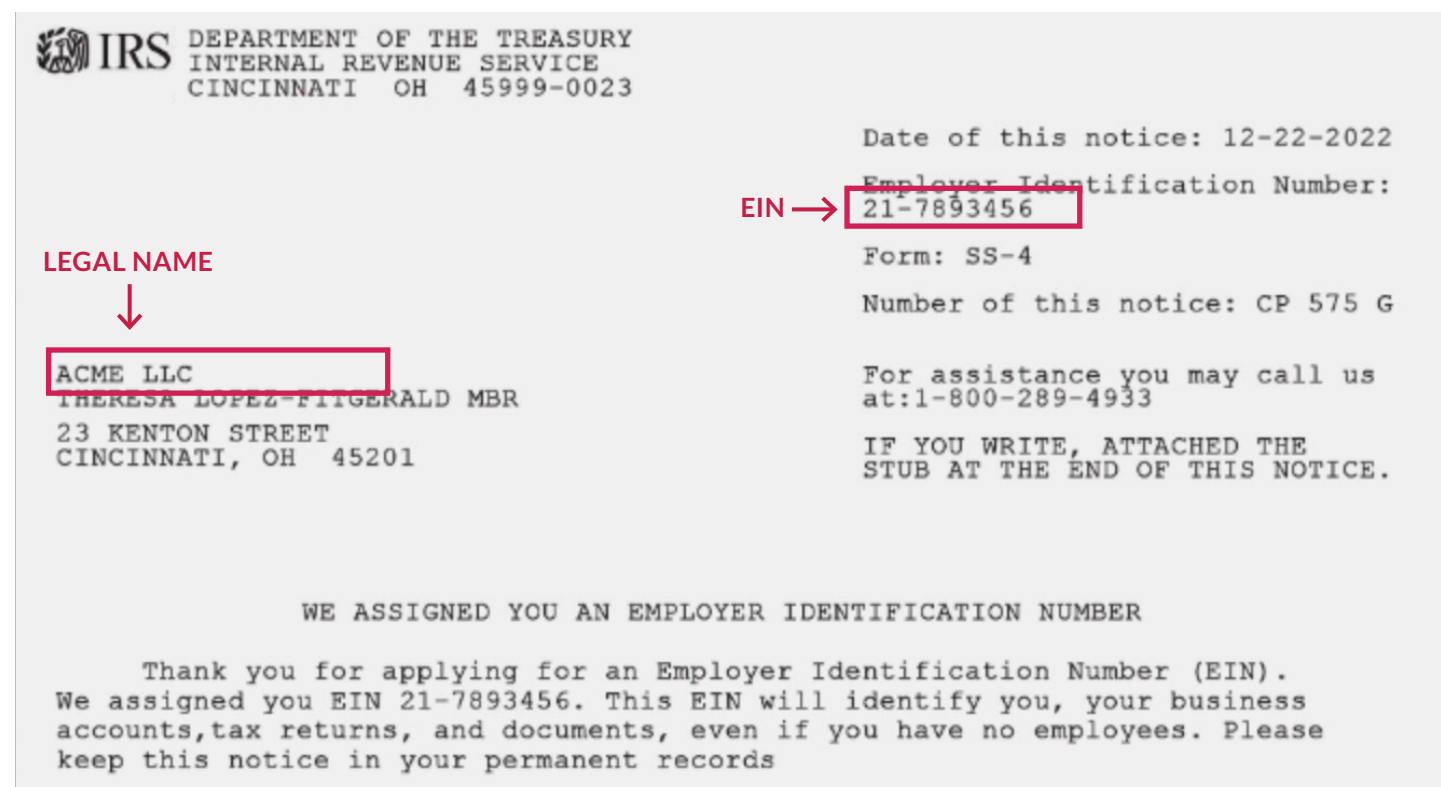 IRS DEPARTMENT OF THE TREASURY
INTERNAL REVENUE SERVICE
CINCINNATI OH 45999-0023
Date of this notice: 12-22-2022
Employer Identification Number:
EIN
21-7893456
LEGAL NAME
Form: SS-4
Number of this notice: CP 575 G
ACME LLC
THERESA LOPEZ-FITGERALD MBR
23 KENTON STREET
CINCINNATI, OH 45201
For assistance you may call us
at:1-800-289-4933
IF YOU WRITE, ATTACHED THE
STUB AT THE END OF THIS NOTICE.
WE ASSIGNED YOU AN EMPLOYER IDENTIFICATION NUMBER
Thank you for applying for an Employer Identification Number (EIN).
We assigned you EIN 21-7893456. This EIN will identify you, your business
accounts,tax returns, and documents, even if you have no employees. Please
keep this notice in your permanent records